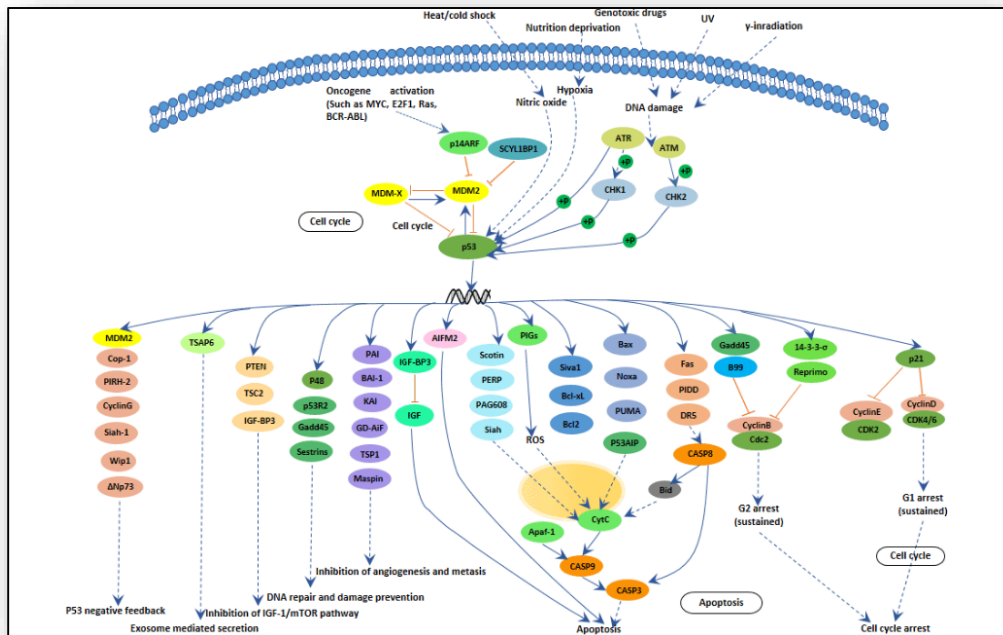 Heat/cold shock
Nutrition deprivation
Genotoxic drugs
UV
γ-inradiation
Oncogene activation
(Such as MYC, E2F1, Ras,
BCR-ABL)
Nitric oxide
Hypoxia
DNA damage
p14ARF
SCYL1BP1
ATR
ATM
+P
+P
MDM-X
MDM2
CHK1
CHK2
Cell cycle
Cell cycle
+P
+P
+P
p53
MDM2
Cop-1
PIRH-2
CyclinG
Siah-1
Wip1
ΔNp73
TSAP6
PTEN
TSC2
IGF-BP3
P48
p53R2
Gadd45
Sestrins
PAI
BAI-1
KAI
GD-AiF
TSP1
Maspin
IGF-BP3
IGF
AIFM2
Scotin
PERP
PAG608
Siah
PIGs
ROS
Siva1
Bcl-xL
Bcl2
Bax
Noxa
PUMA
P53AIP
Fas
PIDD
DR5
CASP8
Bid
Gadd45
B99
14-3-3-σ
Reprimo
CyclinB
Cdc2
p21
CyclinE
CDK2
CyclinD
CDK4/6
CytC
Apaf-1
CASP9
CASP3
G2 arrest
(sustained)
G1 arrest
(sustained)
Cell cycle
Apoptosis
Inhibition of angiogenesis and metasis
DNA repair and damage prevention
P53 negative feedback
Inhibition of IGF-1/mTOR pathway
Exosome mediated secretion
Apoptosis
Cell cycle arrest